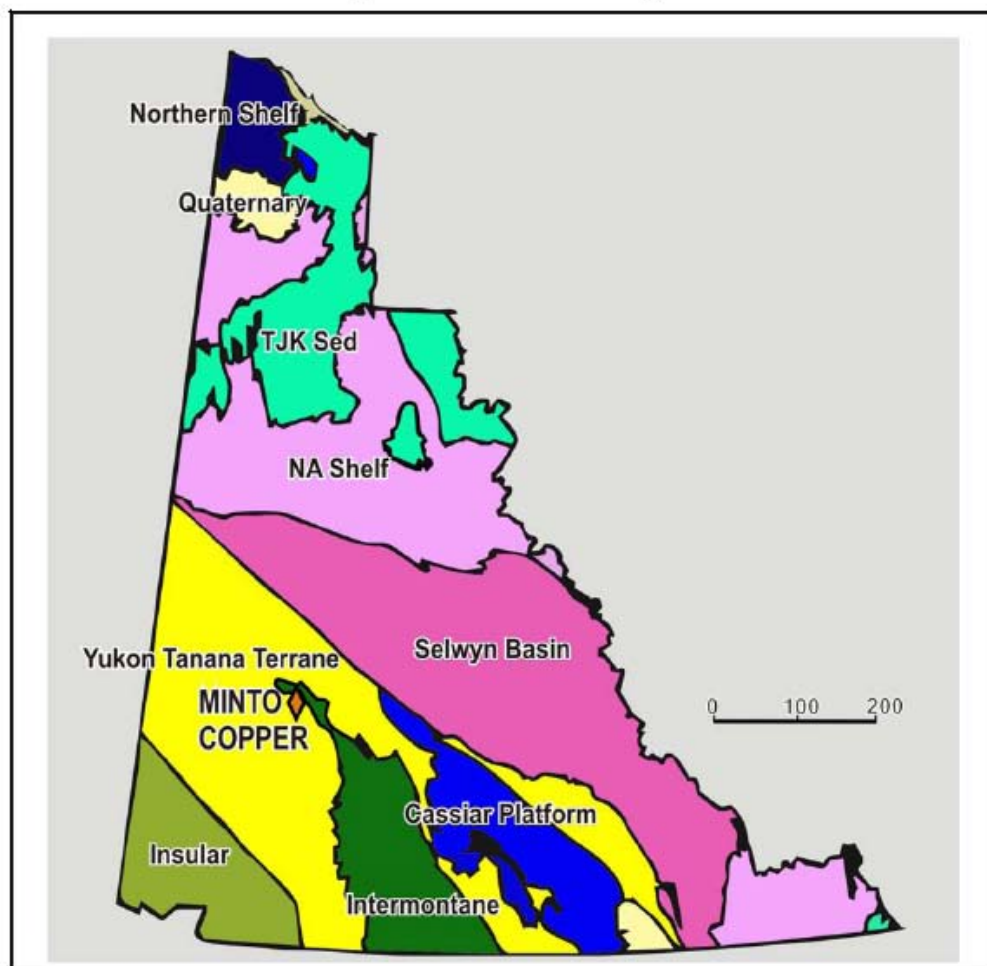 Northern Shelf
Quaternary
TJK Sed
NA Shelf
Selwyn Basin
Yukon Tanana Terrane
MINTO
COPPER
0 100 200
Cassiar Platform
Insular
Intermontane